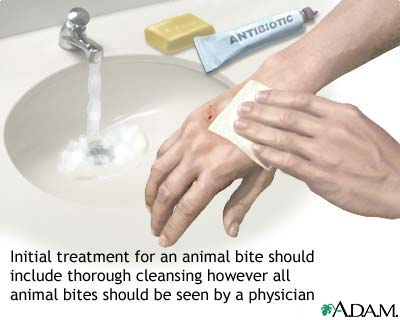 ANTIBIOTIC
Initial treatment for an animal bite should
include thorough cleansing however all
animal bites should be seen by a physician
ADAM.